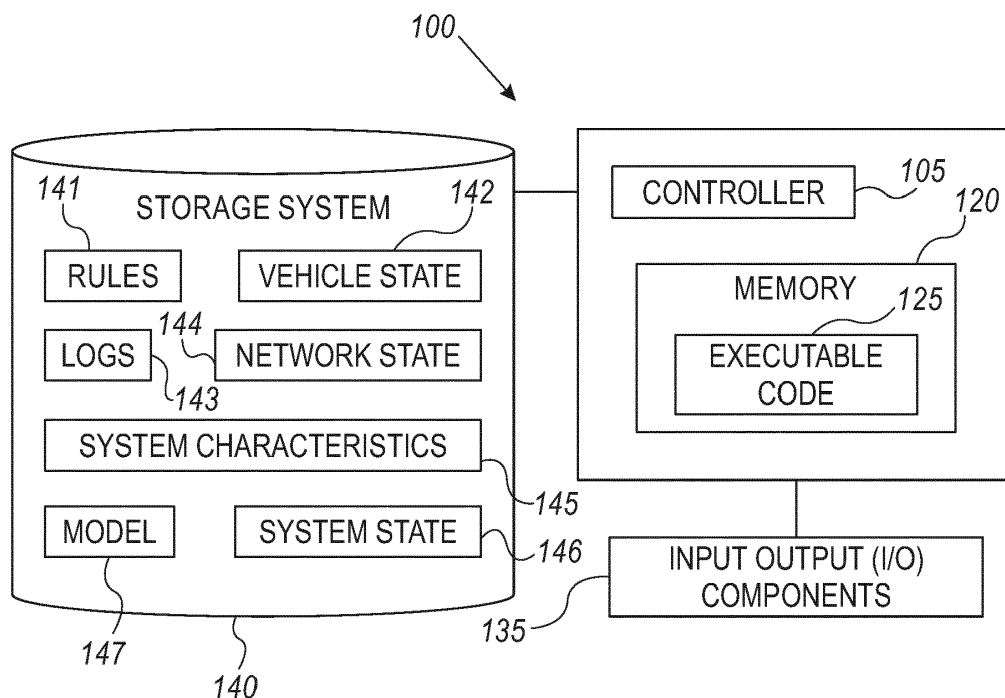 100
STORAGE SYSTEM
141
RULES
142
VEHICLE STATE
LOGS
143
144
NETWORK STATE
SYSTEM CHARACTERISTICS
145
MODEL
147
SYSTEM STATE
146
140
CONTROLLER
105
120
MEMORY
125
EXECUTABLE
CODE
INPUT OUTPUT (I/O)
COMPONENTS
135